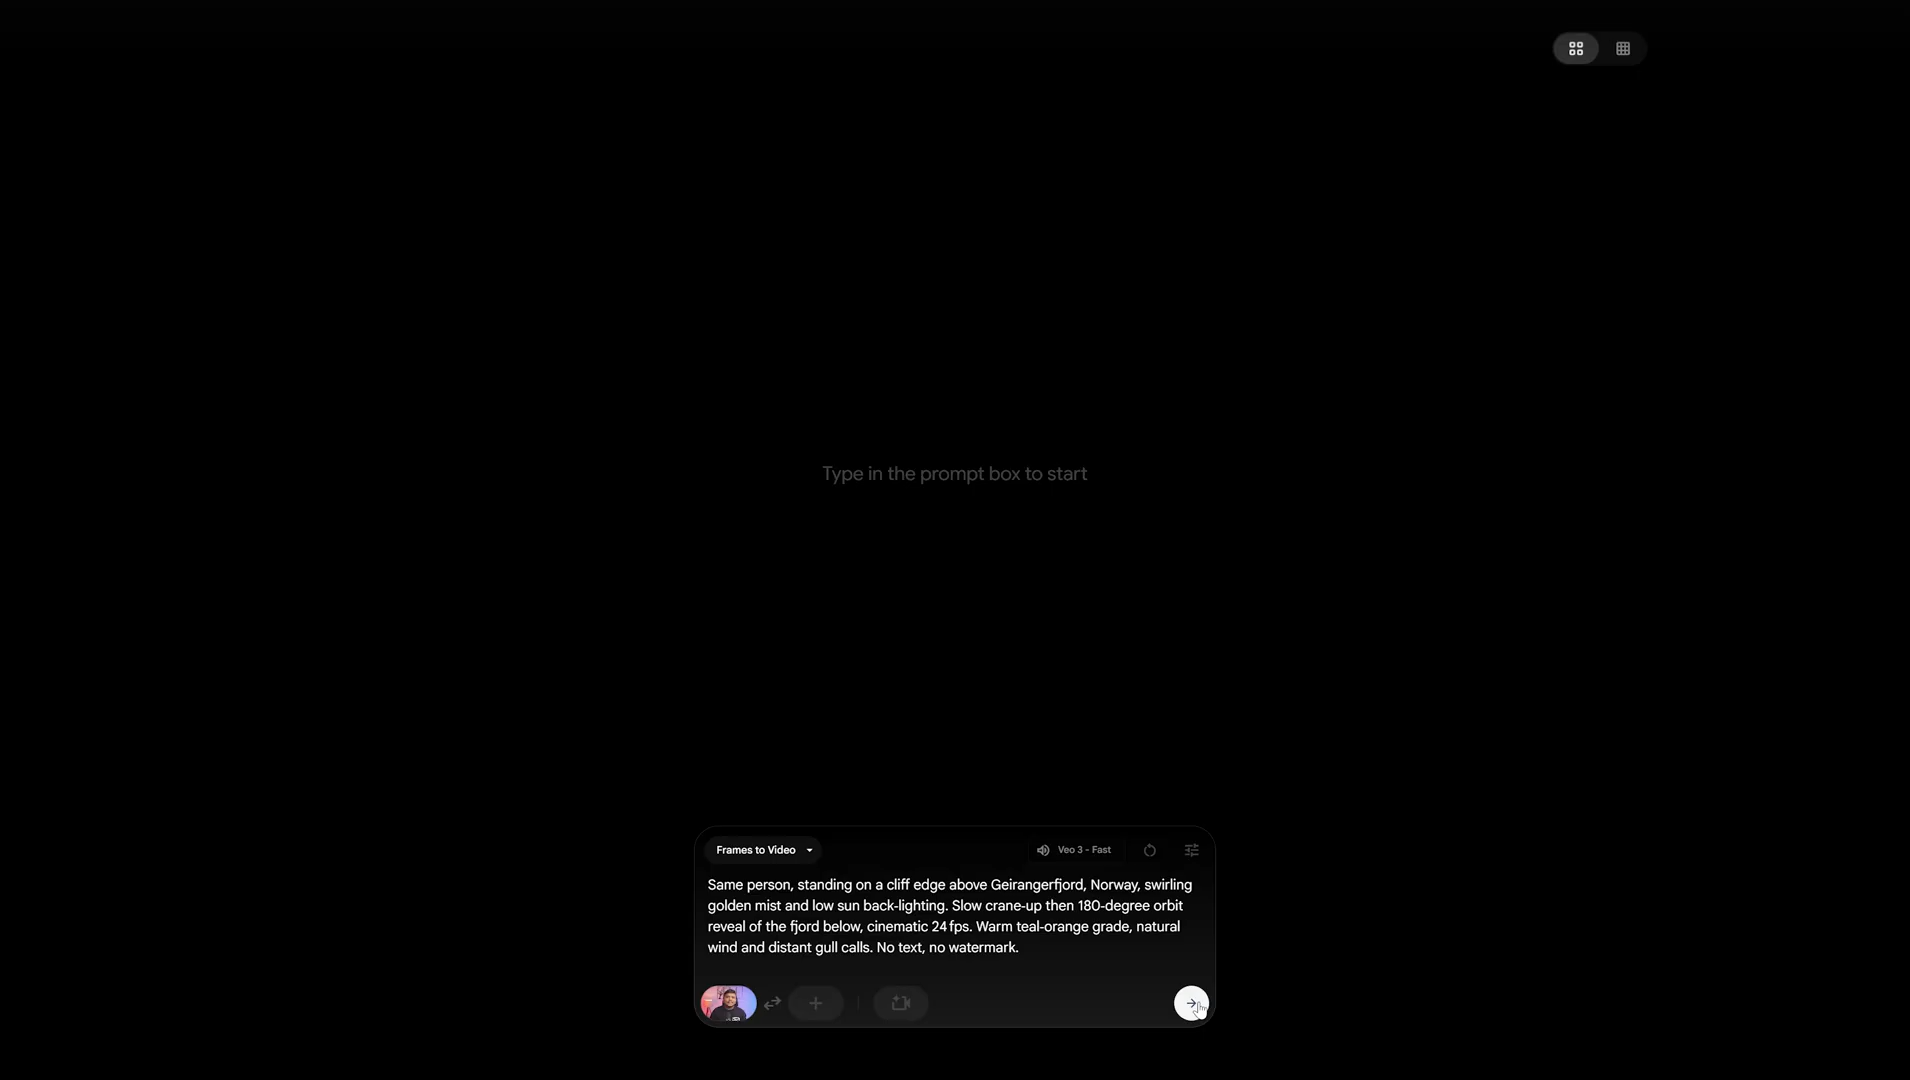 Type in the prompt box to start
Frames to Video
Veo 3 - Fast
Same person, standing on a cliff edge above Geirangerfjord, Norway, swirling
golden mist and low sun back-lighting. Slow crane-up then 180-degree orbit
reveal of the fjord below, cinematic 24 fps. Warm teal-orange grade, natural
wind and distant gull calls. No text, no watermark.